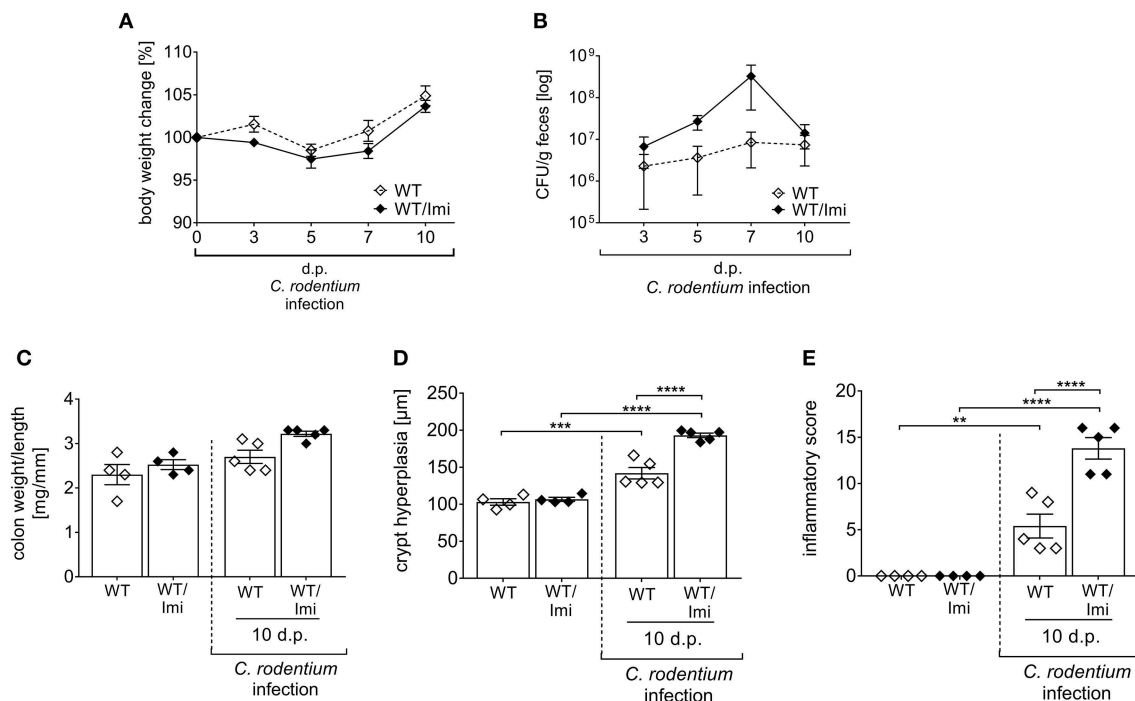 A
body weight change [%]
110
105
100
95
90
WT
WT/Imi
0 3 5 7 10
d.p.
C. rodentium
infection
B
CFU/g feces [log]
10⁹
10⁸
10⁷
10⁶
10⁵
WT
WT/Imi
3 5 7 10
d.p.
C. rodentium infection
C
colon weight/length
[mg/mm]
4
3
2
1
0
WT WT/ WT WT/
Imi Imi
10 d.p.
C. rodentium
infection
D
crypt hyperplasia [µm]
250
200
150
100
50
0
****
****
***
WT WT/ WT WT/
Imi Imi
10 d.p.
C. rodentium
infection
E
inflammatory score
20
15
10
5
0
****
****
**
WT WT/ WT WT/
Imi Imi
10 d.p.
C. rodentium
infection